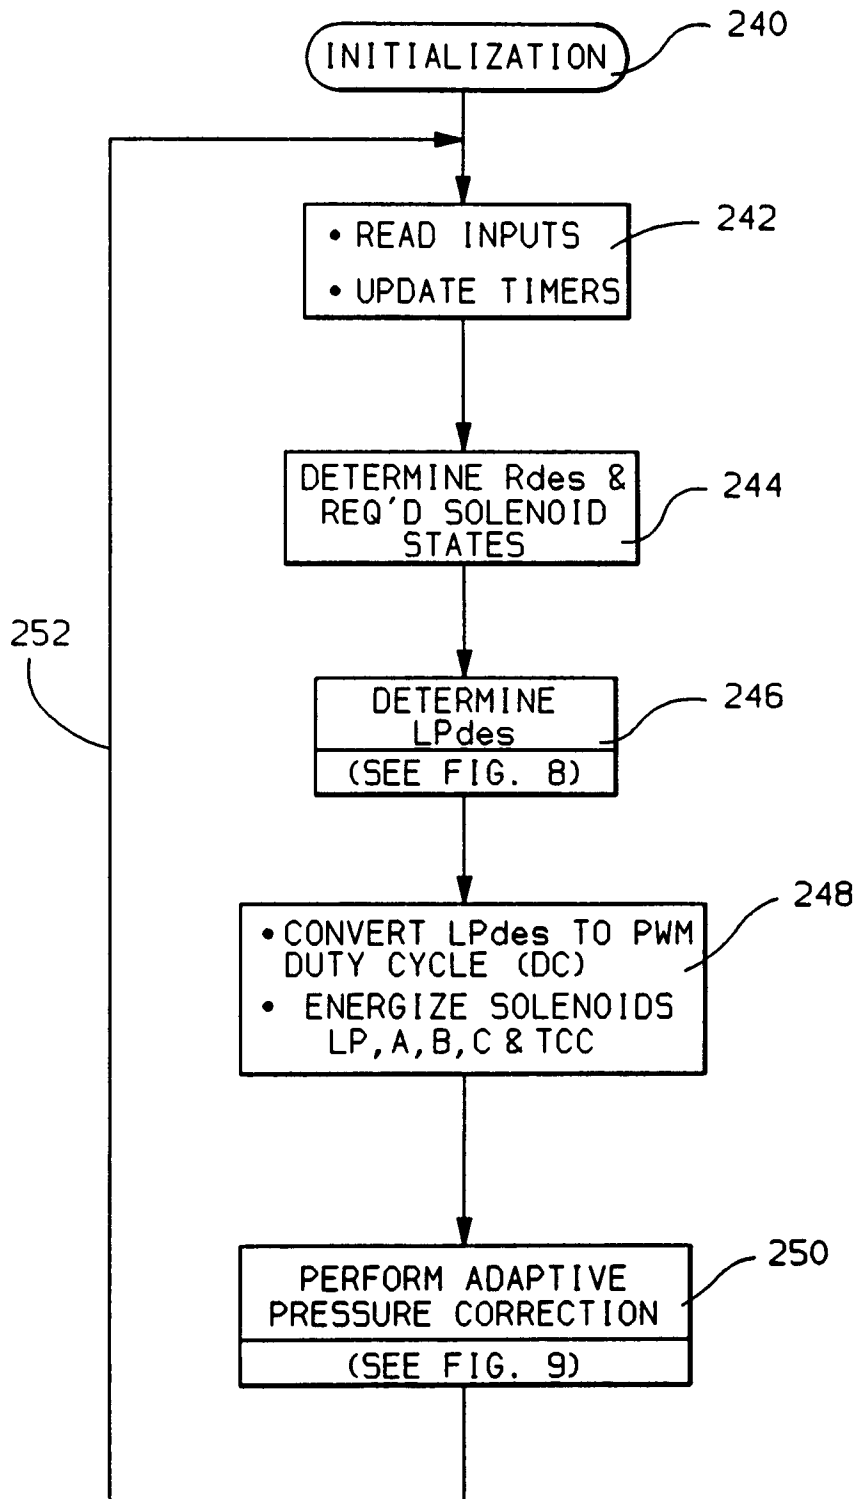 INITIALIZATION
240
• READ INPUTS
• UPDATE TIMERS
242
DETERMINE Rdes &
REQ'D SOLENOID
STATES
244
252
DETERMINE
LPdes
(SEE FIG. 8)
246
• CONVERT LPdes TO PWM
DUTY CYCLE (DC)
• ENERGIZE SOLENOIDS
LP, A, B, C & TCC
248
PERFORM ADAPTIVE
PRESSURE CORRECTION
(SEE FIG. 9)
250